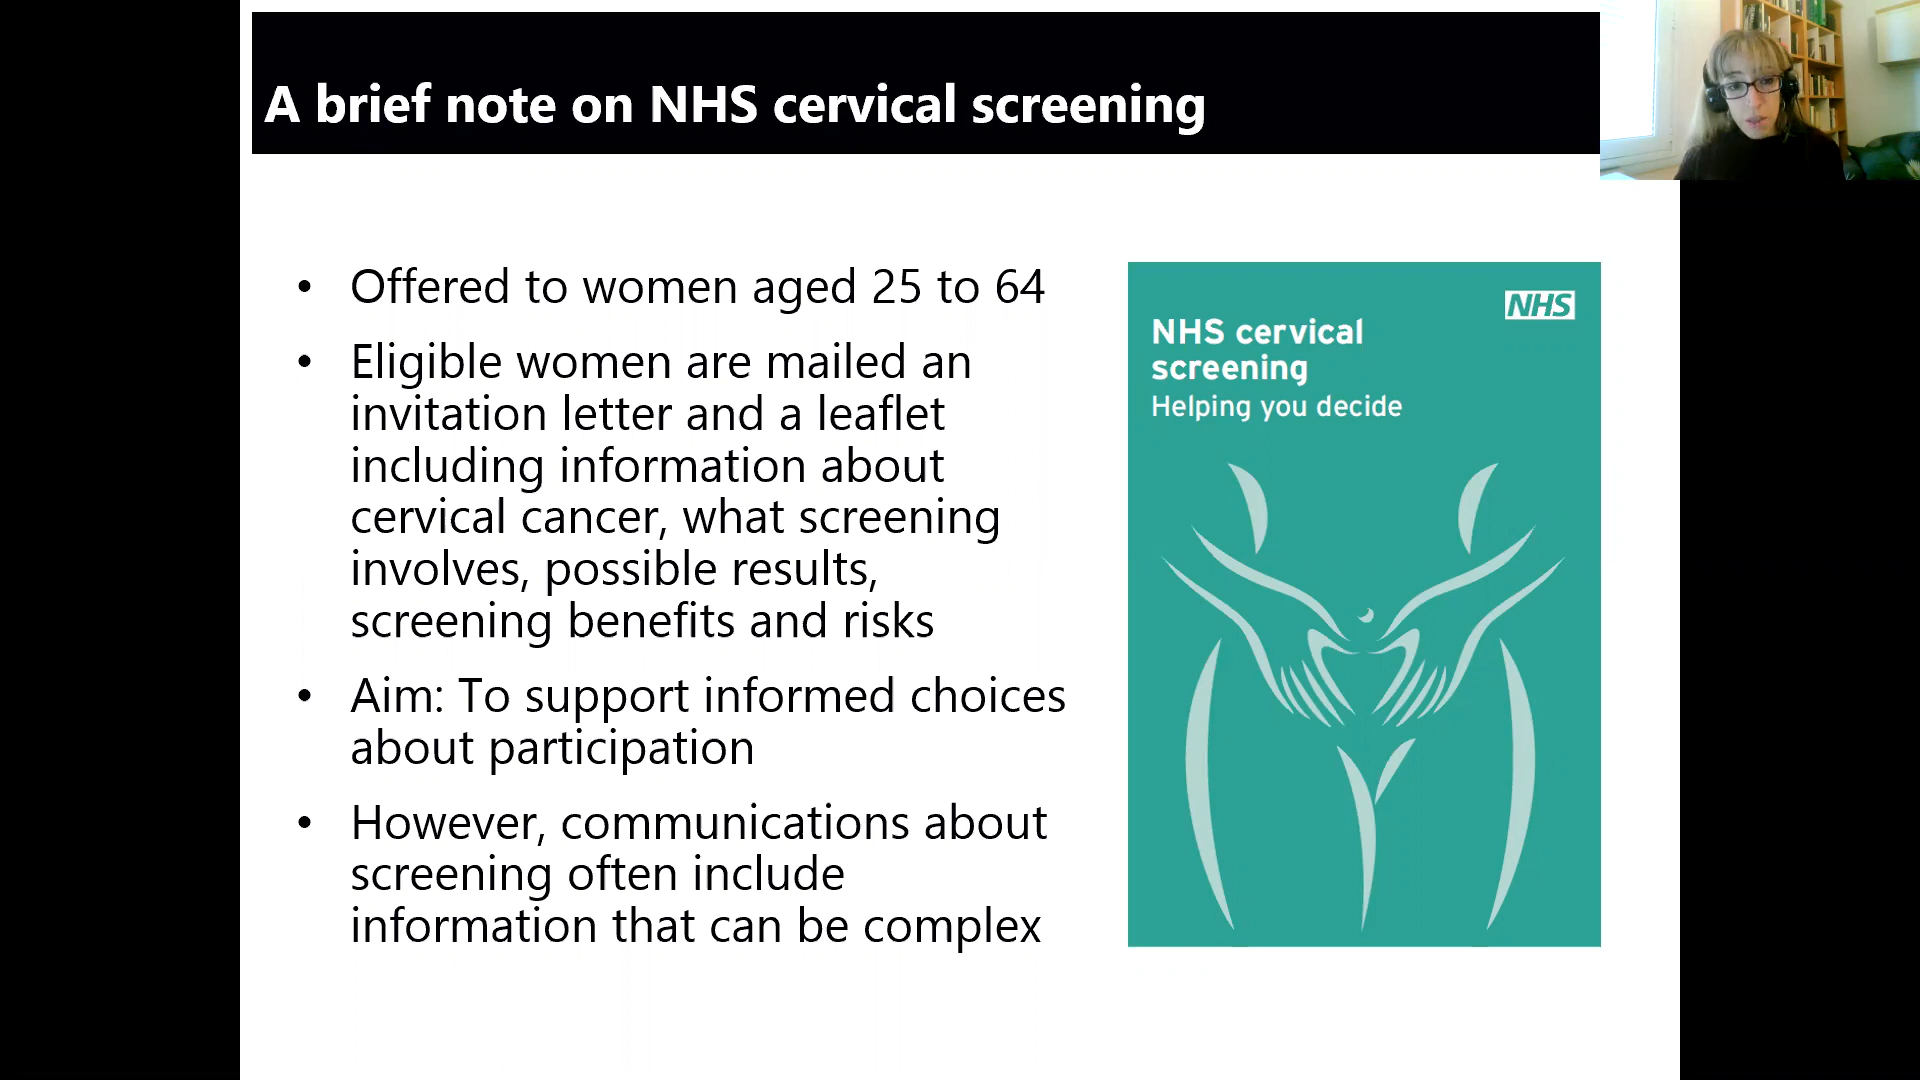 A brief note on NHS cervical screening
• Offered to women aged 25 to 64
• Eligible women are mailed an
invitation letter and a leaflet
including information about
cervical cancer, what screening
involves, possible results,
screening benefits and risks
• Aim: To support informed choices
about participation
• However, communications about
screening often include
information that can be complex
NHS
NHS cervical
screening
Helping you decide